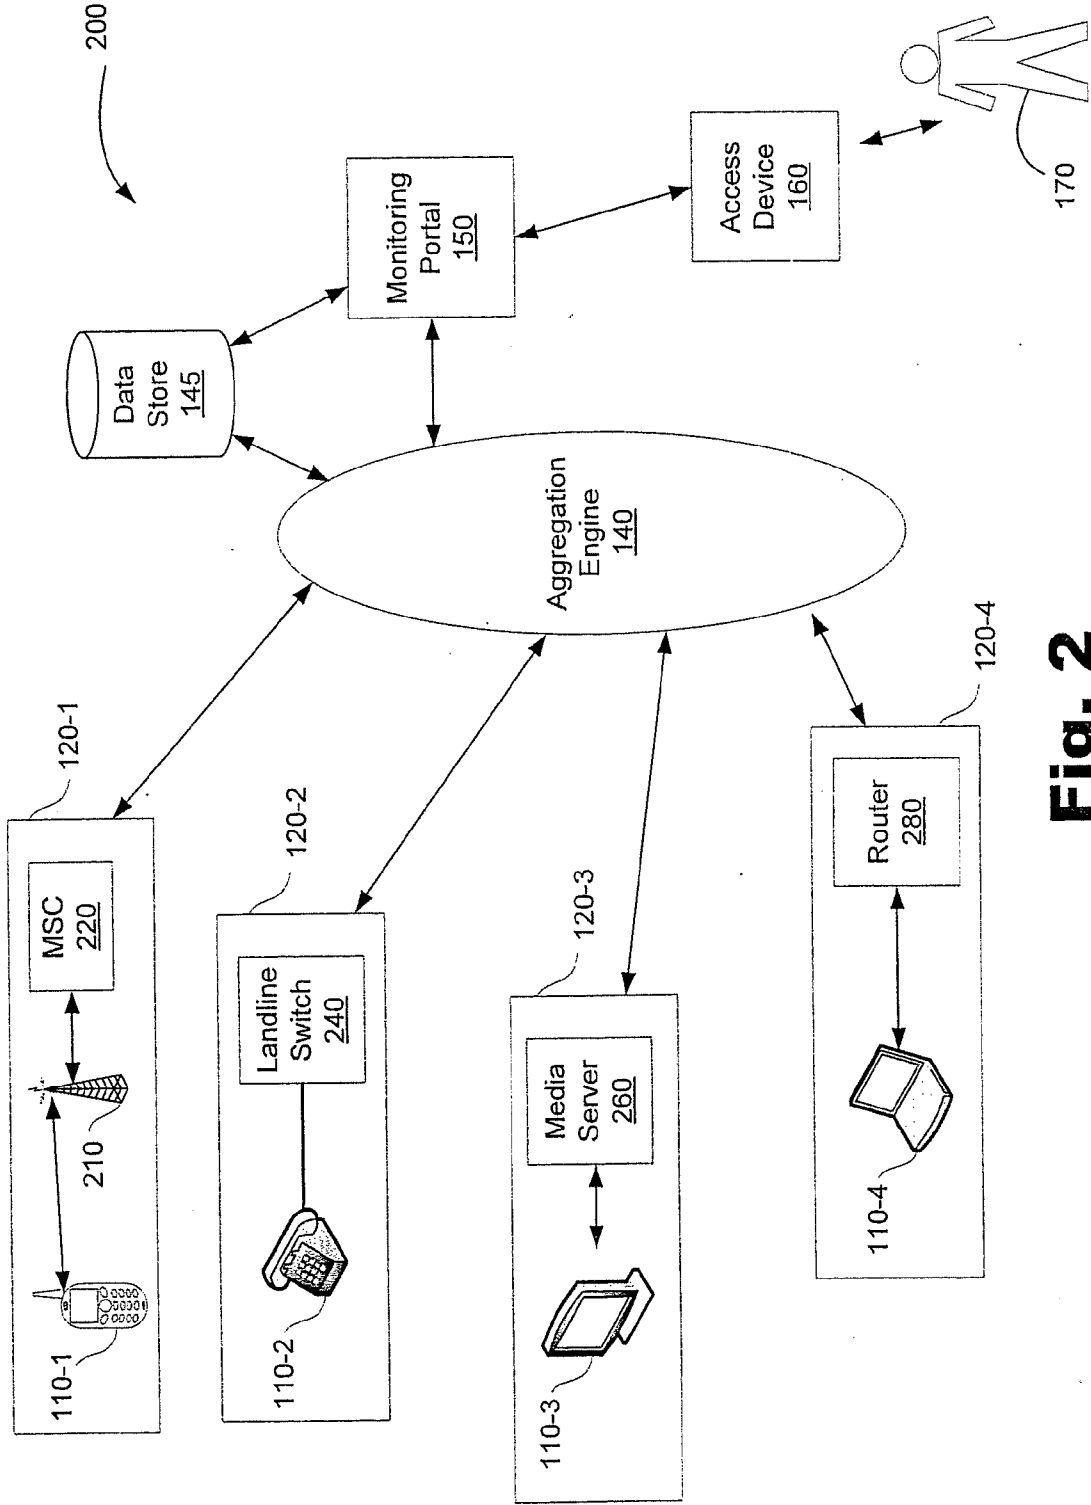 200
120-1
MSC
220
210
110-1
120-2
Landline
Switch
240
110-2
120-3
Media
Server
260
110-3
120-4
Router
280
110-4
Aggregation
Engine
140
Data
Store
145
Monitoring
Portal
150
Access
Device
160
170
Fig. 2